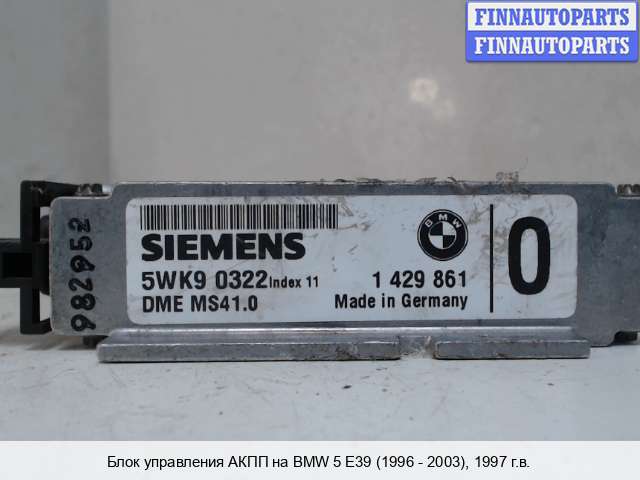 FINNAUTOPARTS
FINNAUTOPARTS
SIEMENS
BMW
5WK9 0322 Index 11
1 429 861
0
DME MS41.0
Made in Germany
982952
Блок управления АКПП на BMW 5 E39 (1996 - 2003), 1997 г.в.